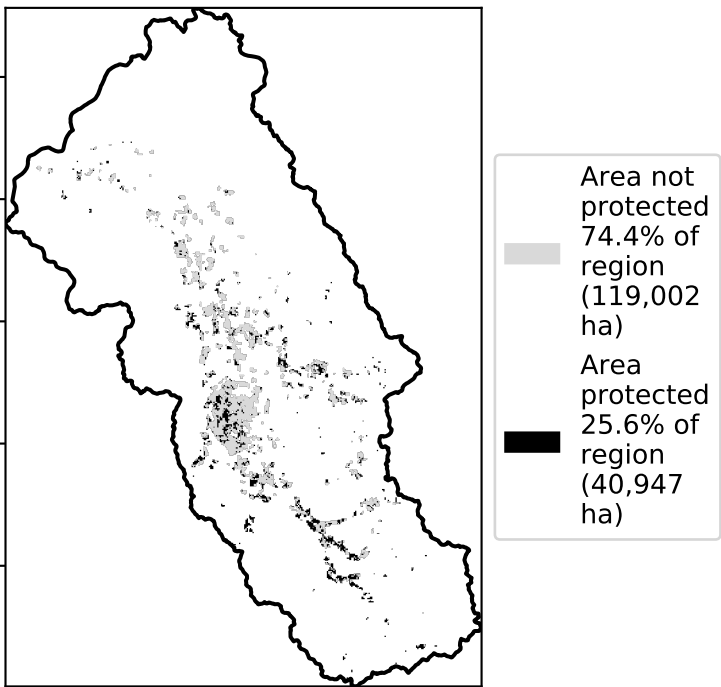 Area not
protected
74.4% of
region
(119,002
ha)
Area
protected
25.6% of
region
(40,947
ha)